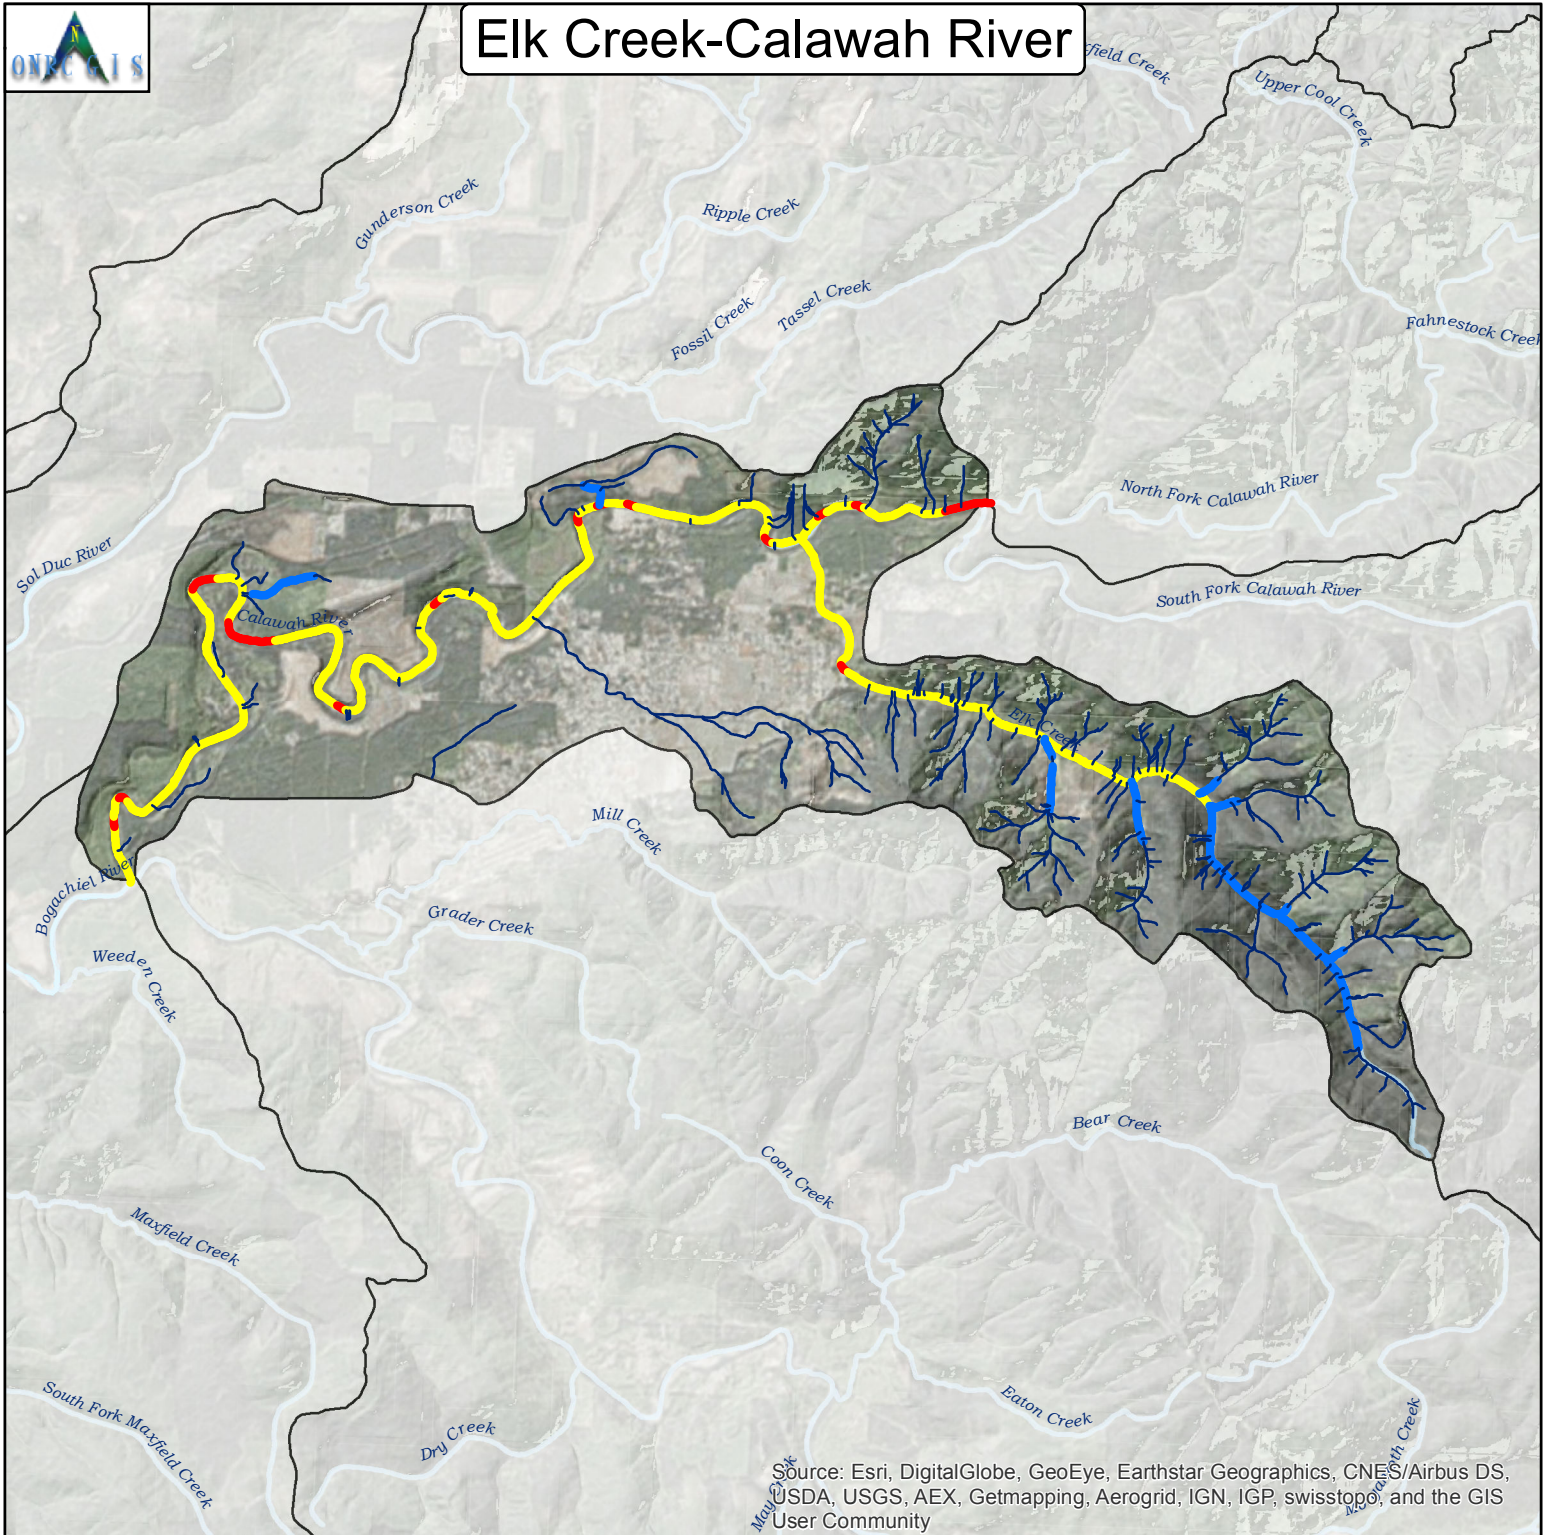 ONRC GIS
N
Elk Creek-Calawah River
field Creek
Upper Cool Creek
Gunderson Creek
Ripple Creek
Tassel Creek
Fossil Creek
Fahnestock Creek
North Fork Calawah River
Sol Duc River
South Fork Calawah River
Calawah River
Elk Creek
Mill Creek
Bogachiel River
Grader Creek
Weeden Creek
Bear Creek
Coon Creek
Maxfield Creek
South Fork Maxfield Creek
Eaton Creek
Dry Creek
May Creek
Creek
Source: Esri, DigitalGlobe, GeoEye, Earthstar Geographics, CNES/Airbus DS,
USDA, USGS, AEX, Getmapping, Aerogrid, IGN, IGP, swisstopo, and the GIS
User Community